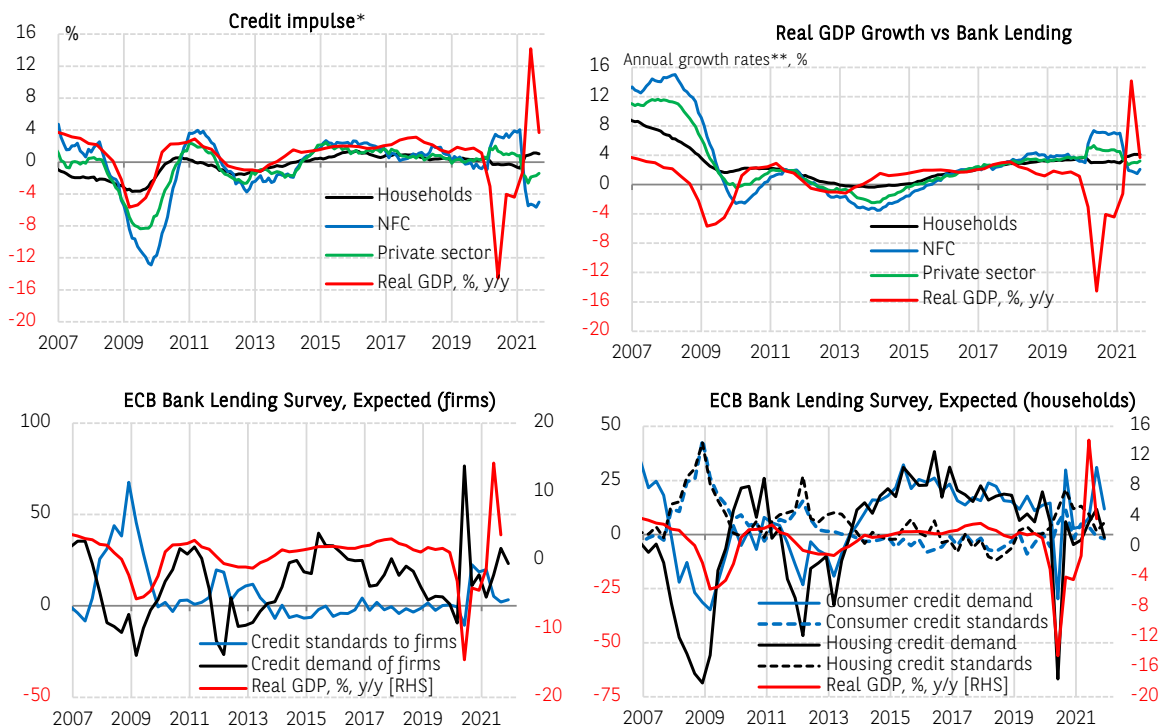 Credit impulse*
%
16
12
8
4
0
-4
-8
-12
-16
-20
Households
NFC
Private sector
Real GDP, %, y/y
2007 2009 2011 2013 2015 2017 2019 2021
Real GDP Growth vs Bank Lending
Annual growth rates**, %
16
12
8
4
0
-4
-8
-12
-16
-20
Households
NFC
Private sector
Real GDP, %, y/y
2007 2009 2011 2013 2015 2017 2019 2021
ECB Bank Lending Survey, Expected (firms)
100
50
0
-50
20
10
0
-10
-20
Credit standards to firms
Credit demand of firms
Real GDP, %, y/y [RHS]
2007 2009 2011 2013 2015 2017 2019 2021
ECB Bank Lending Survey, Expected (households)
50
25
0
-25
-50
-75
16
12
8
4
0
-4
-8
-12
-16
-20
Consumer credit demand
Consumer credit standards
Housing credit demand
Housing credit standards
Real GDP, %, y/y [RHS]
2007 2009 2011 2013 2015 2017 2019 2021